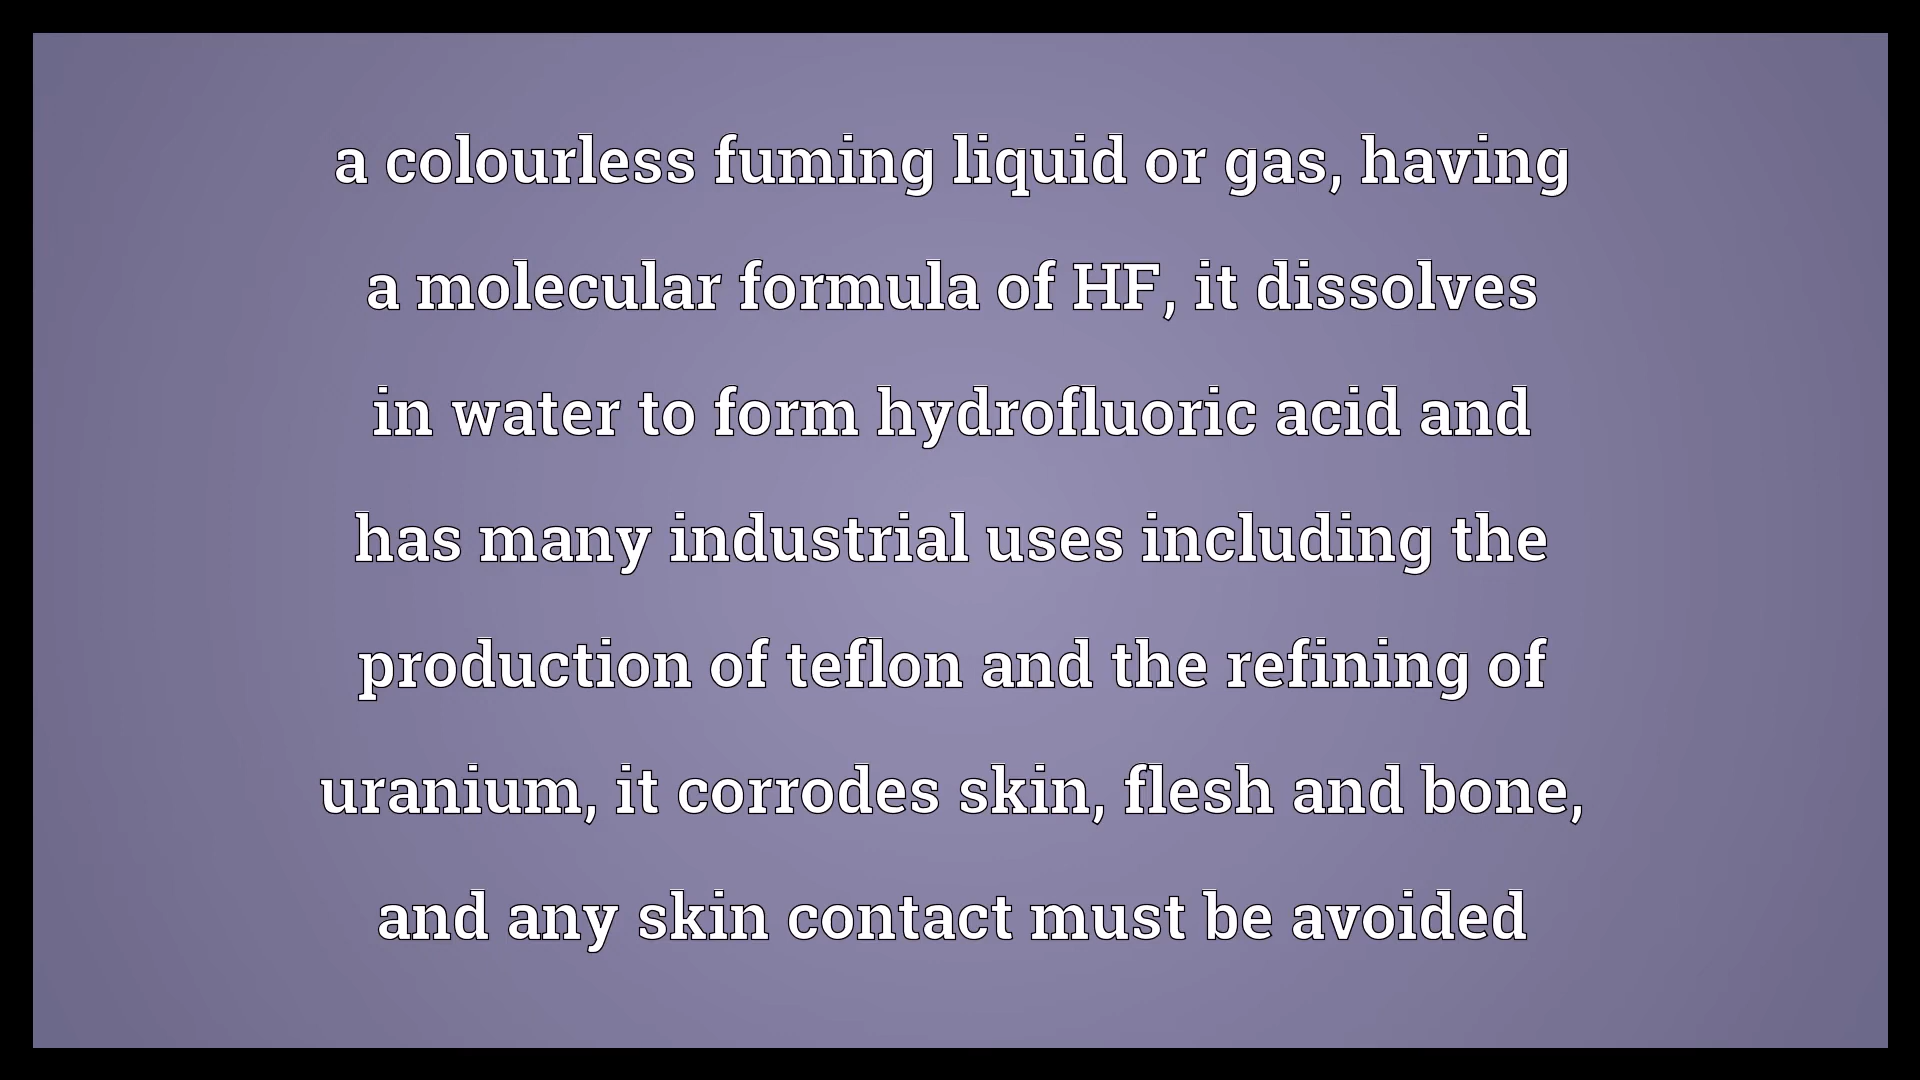 a colourless fuming liquid or gas, having
a molecular formula of HF, it dissolves
in water to form hydrofluoric acid and
has many industrial uses including the
production of teflon and the refining of
uranium, it corrodes skin, flesh and bone,
and any skin contact must be avoided